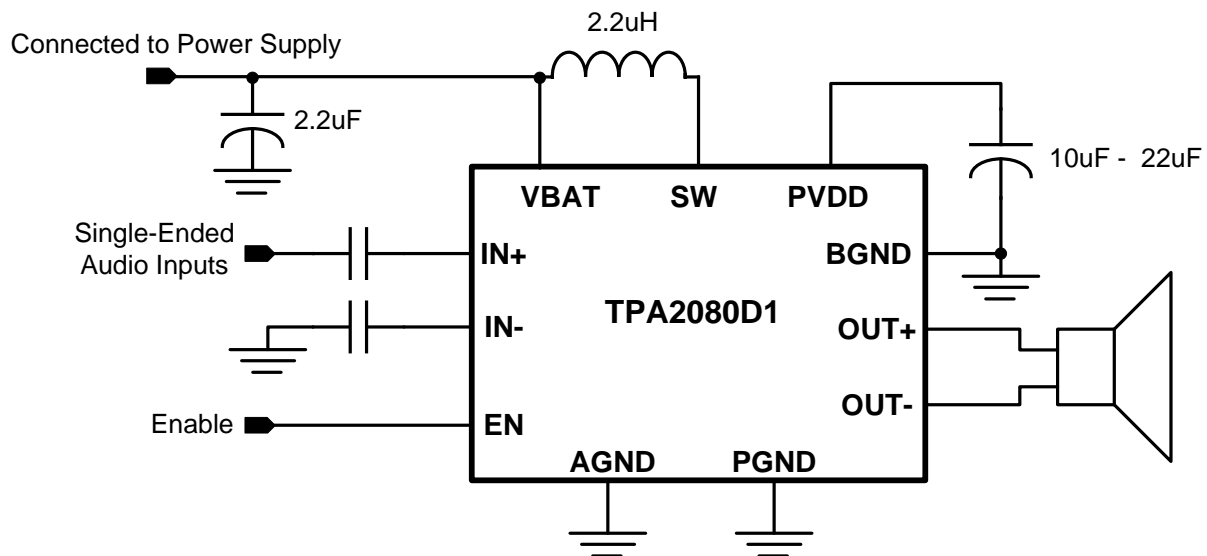 2.2uH
Connected to Power Supply
2.2uF
10uF - 22uF
VBAT
SW
PVDD
Single-Ended
Audio Inputs
IN+
BGND
TPA2080D1
IN-
OUT+
OUT-
Enable
EN
AGND
PGND